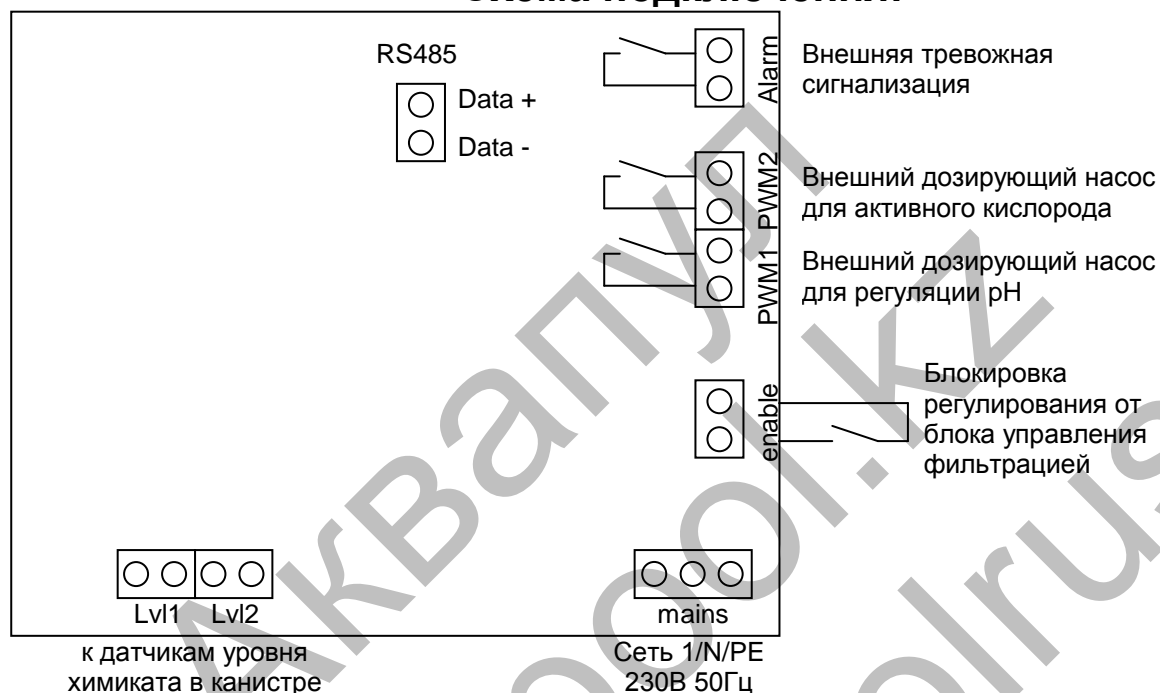 RS485
Data +
Data -
Alarm
Внешняя тревожная
сигнализация
PWM2
Внешний дозирующий насос
для активного кислорода
PWM1
Внешний дозирующий насос
для регуляции pH
enable
Блокировка
регулирования от
блока управления
фильтрацией
Lvl1 Lvl2
mains
к датчикам уровня
химиката в канистре
Сеть 1/N/PE
230В 50Гц
Аквапул